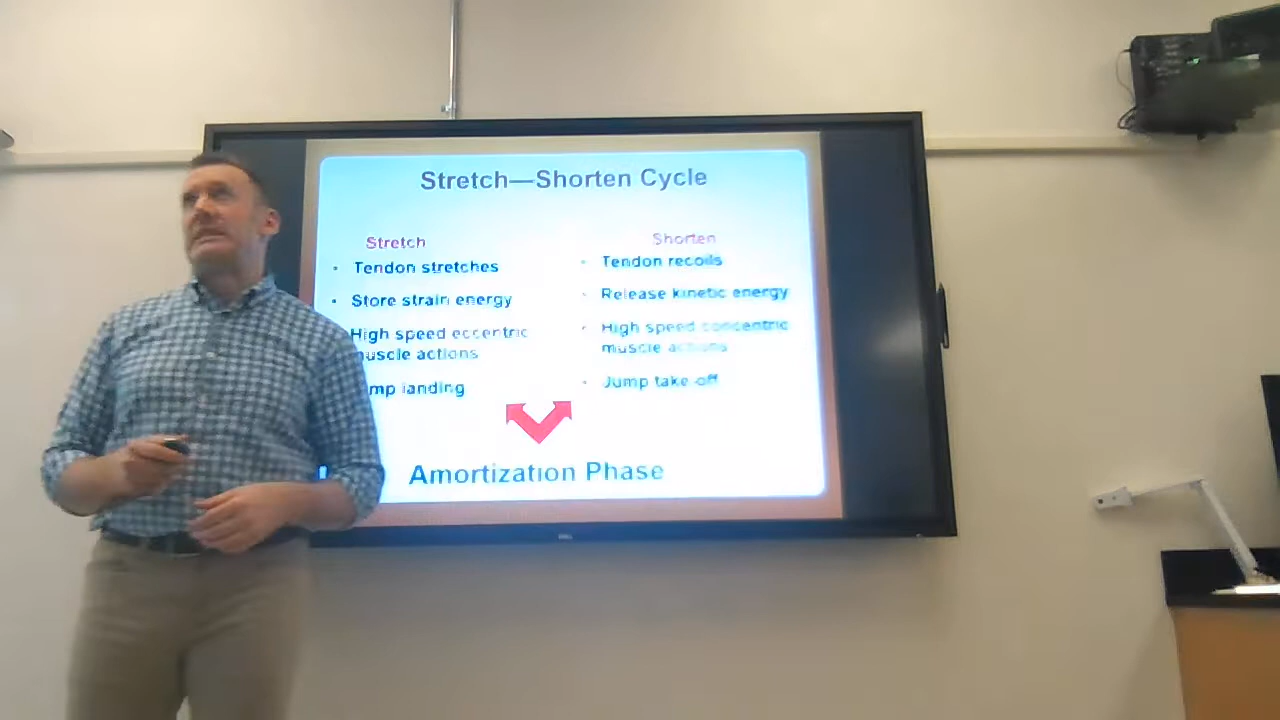 Stretch—Shorten Cycle
Stretch
• Tendon stretches
• Store strain energy
High speed eccentric
muscle actions
landing
Shorten
• Tendon recoils
• Release kinetic energy
• High speed concentric
muscle actions
• Jump take-off
Amortization Phase